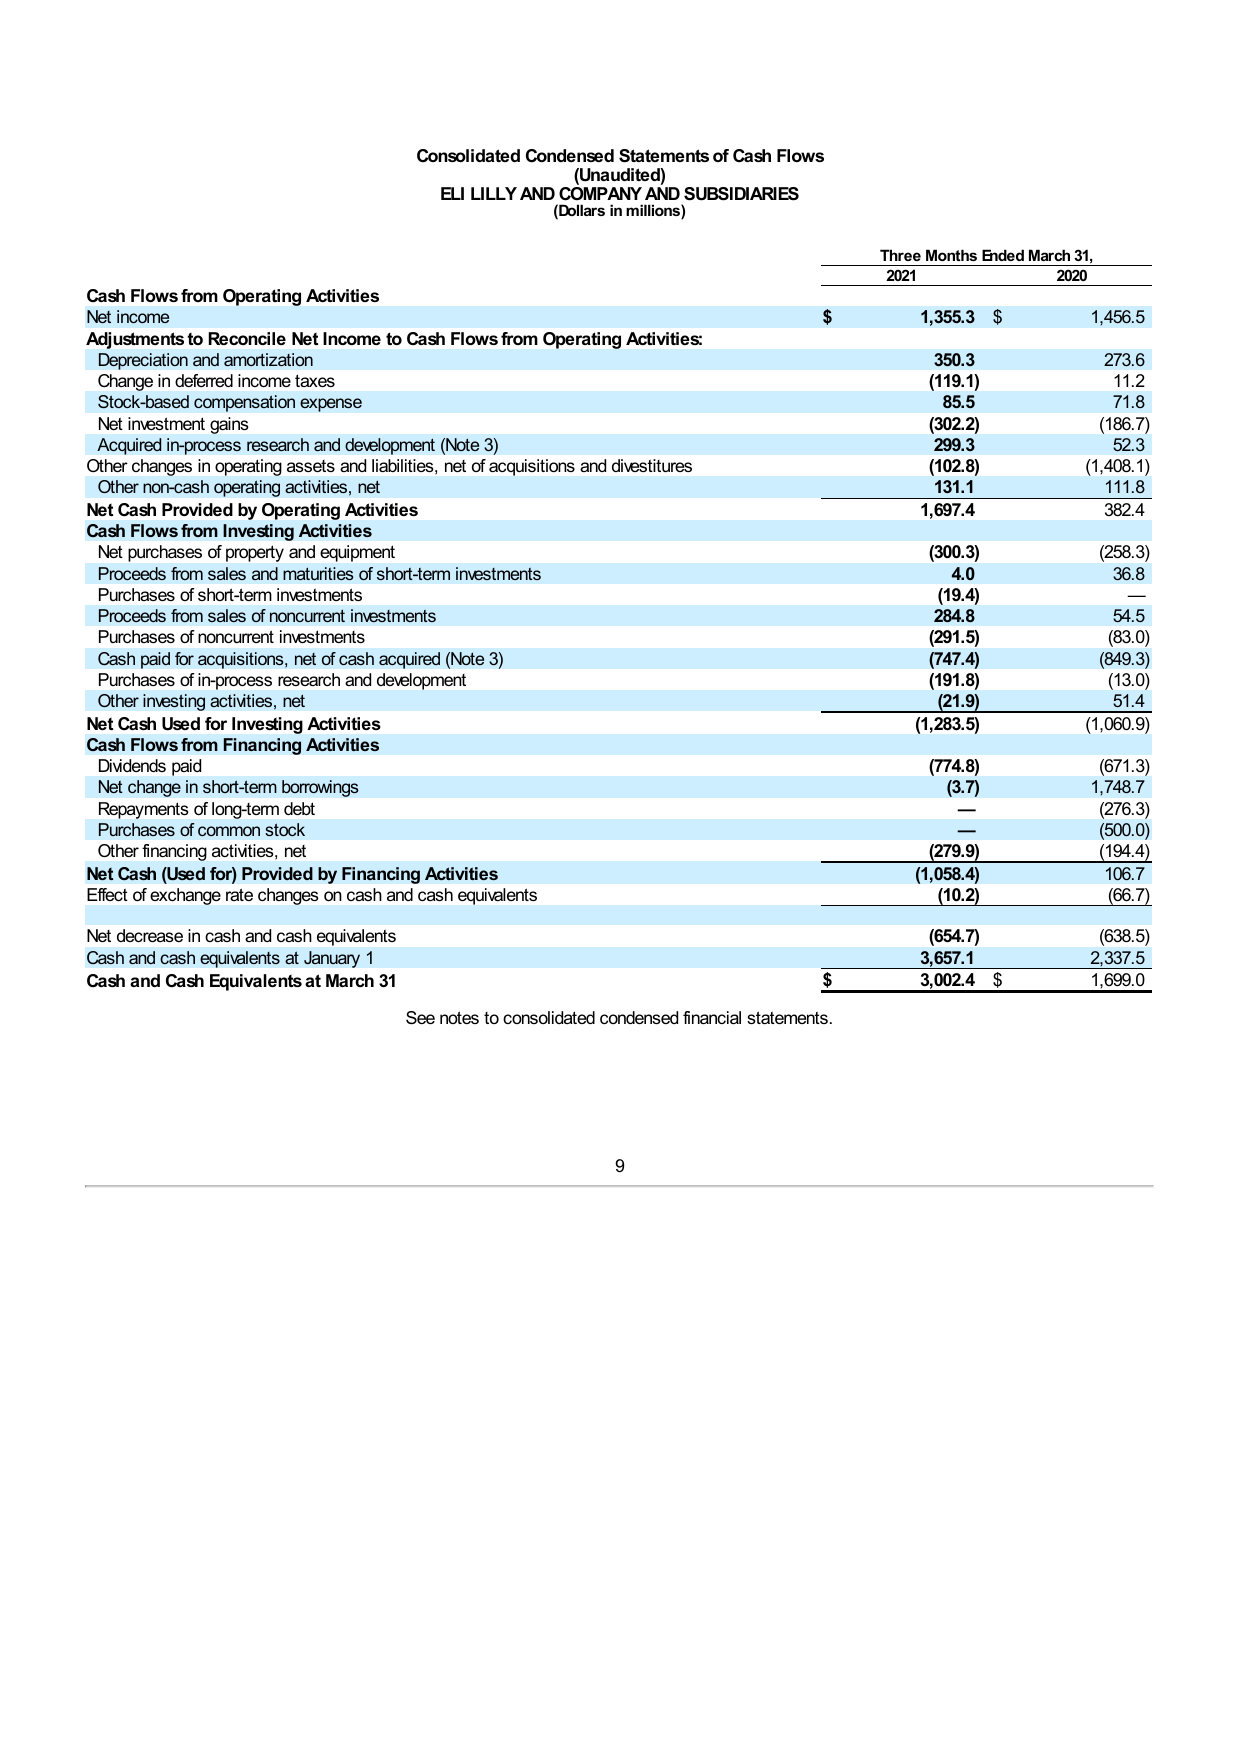 Consolidated Condensed Statements of Cash Flows
(Unaudited)
ELI LILLY AND COMPANY AND SUBSIDIARIES
(Dollars in millions)
Three Months Ended March 31,
2021 2020
Cash Flows from Operating Activities
Net income $ 1,355.3 $ 1,456.5
Adjustments to Reconcile Net Income to Cash Flows from Operating Activities:
Depreciation and amortization 350.3 273.6
Change in deferred income taxes (119.1) 11.2
Stock-based compensation expense 85.5 71.8
Net investment gains (302.2) (186.7)
Acquired in-process research and development (Note 3) 299.3 52.3
Other changes in operating assets and liabilities, net of acquisitions and divestitures (102.8) (1,408.1)
Other non-cash operating activities, net 131.1 111.8
Net Cash Provided by Operating Activities 1,697.4 382.4
Cash Flows from Investing Activities
Net purchases of property and equipment (300.3) (258.3)
Proceeds from sales and maturities of short-term investments 4.0 36.8
Purchases of short-term investments (19.4) —
Proceeds from sales of noncurrent investments 284.8 54.5
Purchases of noncurrent investments (291.5) (83.0)
Cash paid for acquisitions, net of cash acquired (Note 3) (747.4) (849.3)
Purchases of in-process research and development (191.8) (13.0)
Other investing activities, net (21.9) 51.4
Net Cash Used for Investing Activities (1,283.5) (1,060.9)
Cash Flows from Financing Activities
Dividends paid (774.8) (671.3)
Net change in short-term borrowings (3.7) 1,748.7
Repayments of long-term debt — (276.3)
Purchases of common stock — (500.0)
Other financing activities, net (279.9) (194.4)
Net Cash (Used for) Provided by Financing Activities (1,058.4) 106.7
Effect of exchange rate changes on cash and cash equivalents (10.2) (66.7)
Net decrease in cash and cash equivalents (654.7) (638.5)
Cash and cash equivalents at January 1 3,657.1 2,337.5
Cash and Cash Equivalents at March 31 $ 3,002.4 $ 1,699.0
See notes to consolidated condensed financial statements.
9